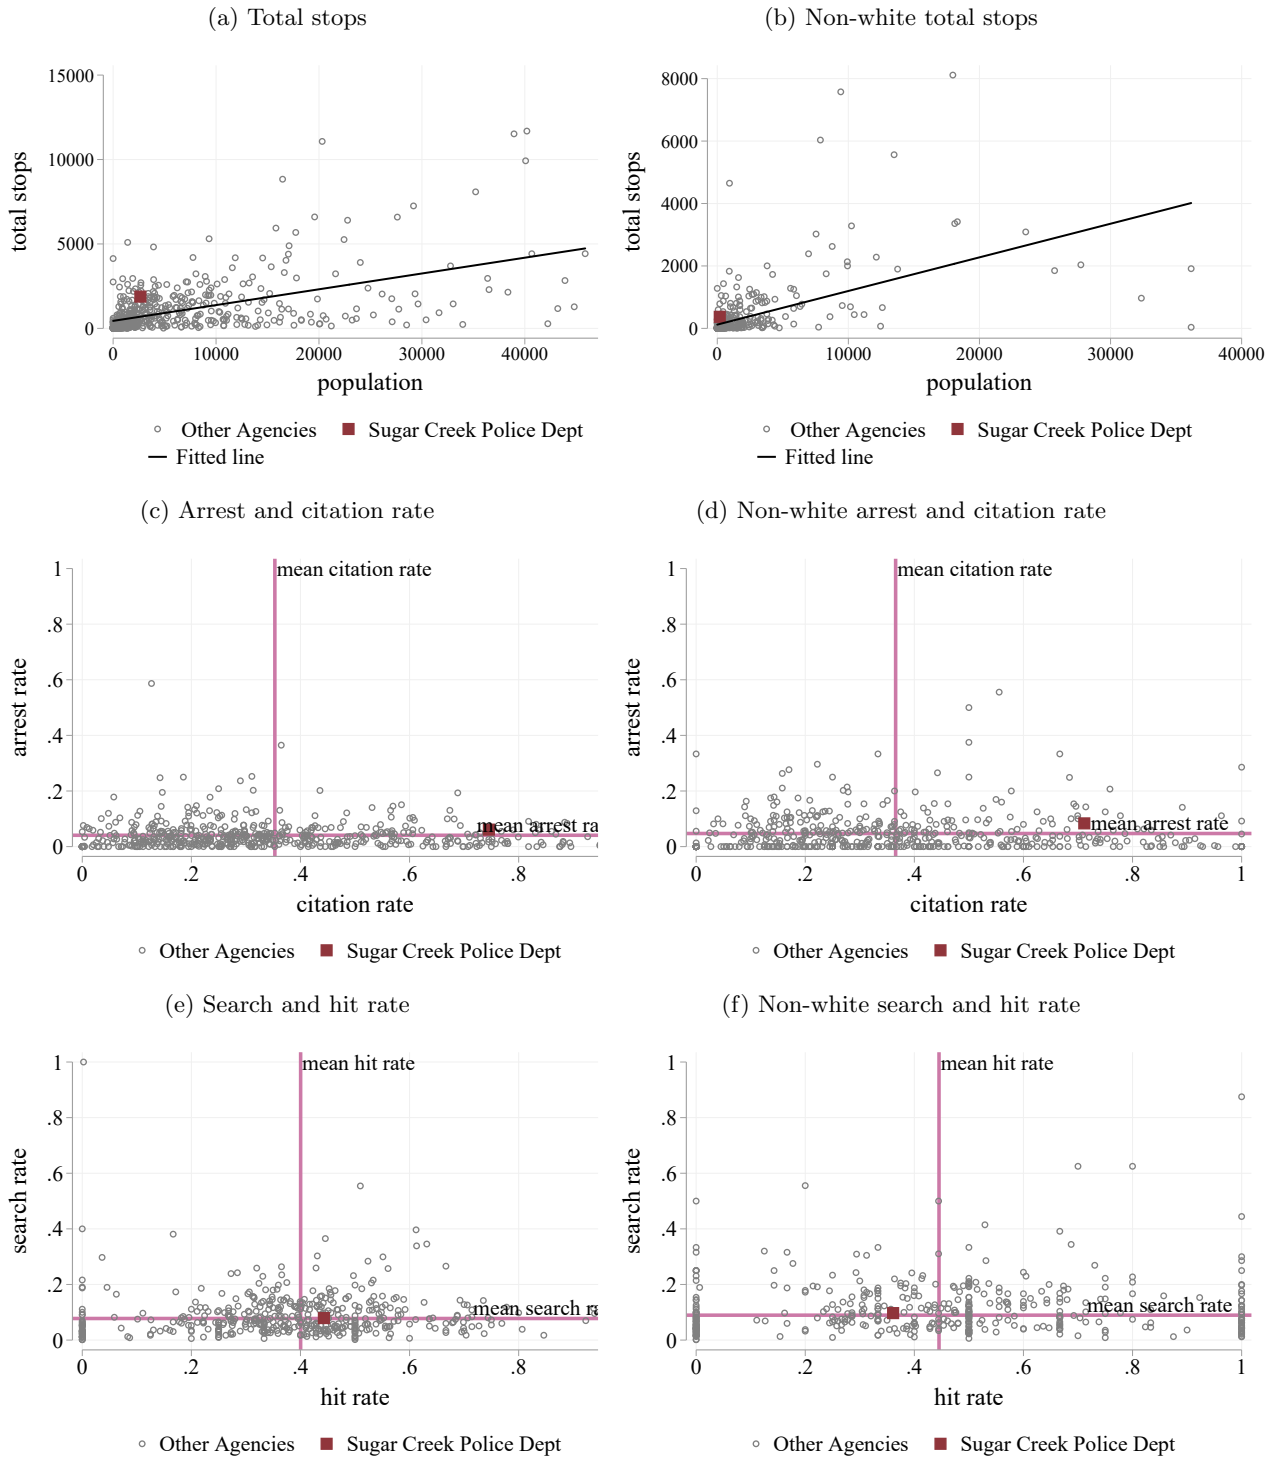 (a) Total stops
15000
10000
5000
0
total stops
0 10000 20000 30000 40000
population
Other Agencies Sugar Creek Police Dept
Fitted line
(b) Non-white total stops
8000
6000
4000
2000
0
total stops
0 10000 20000 30000 40000
population
Other Agencies Sugar Creek Police Dept
Fitted line
(c) Arrest and citation rate
mean citation rate
1
.8
.6
.4
.2
0
arrest rate
mean arrest ra
0 .2 .4 .6 .8
citation rate
Other Agencies Sugar Creek Police Dept
(d) Non-white arrest and citation rate
mean citation rate
1
.8
.6
.4
.2
0
arrest rate
mean arrest rate
0 .2 .4 .6 .8 1
citation rate
Other Agencies Sugar Creek Police Dept
(e) Search and hit rate
mean hit rate
1
.8
.6
.4
.2
0
search rate
mean search ra
0 .2 .4 .6 .8
hit rate
Other Agencies Sugar Creek Police Dept
(f) Non-white search and hit rate
mean hit rate
1
.8
.6
.4
.2
0
search rate
mean search rate
0 .2 .4 .6 .8 1
hit rate
Other Agencies Sugar Creek Police Dept